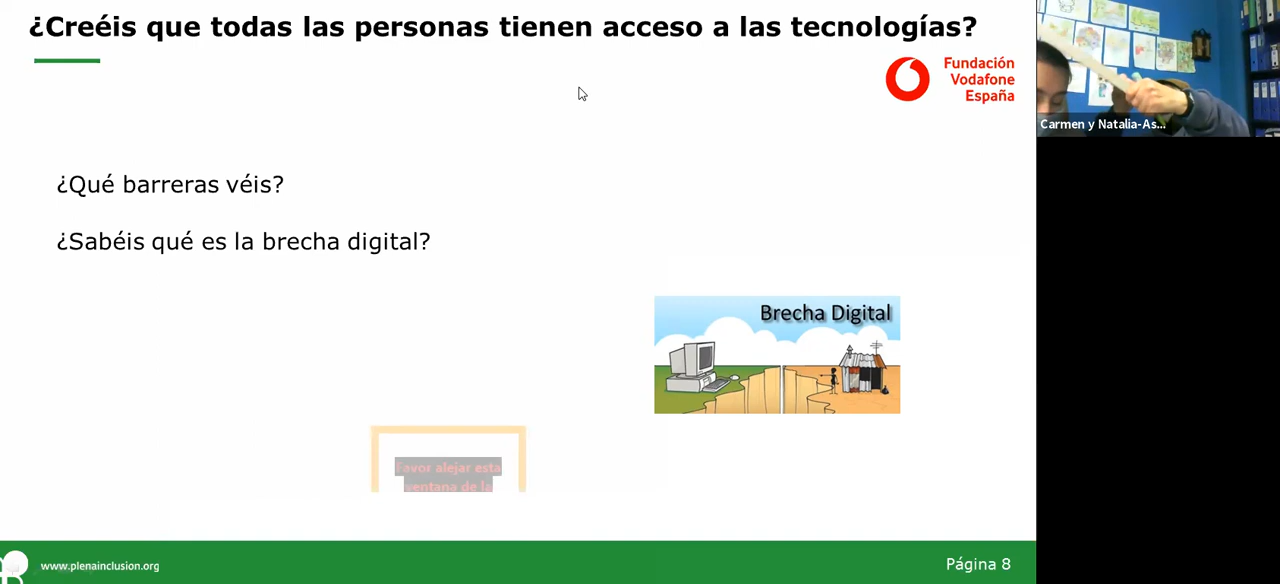 ¿Creéis que todas las personas tienen acceso a las tecnologías?
Fundación
Vodafone
España
Carmen y Natalia-As...
¿Qué barreras véis?
¿Sabéis qué es la brecha digital?
Brecha Digital
Favor alejar esta
ventana de la
www.plenainclusion.org
Página 8